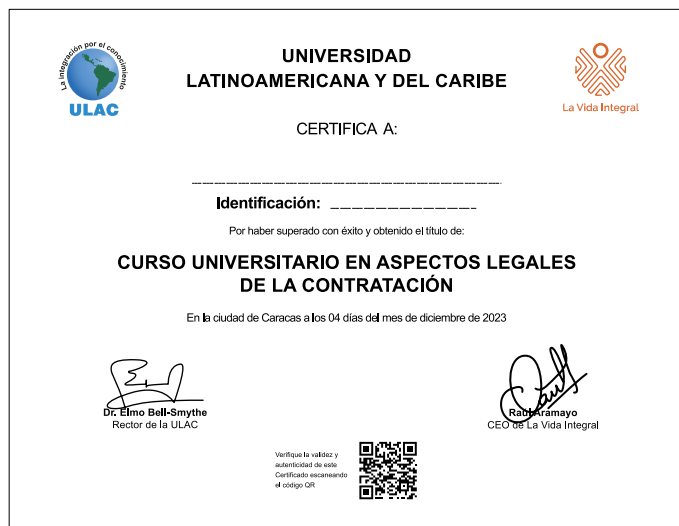 La integración por el conocimiento
ULAC
UNIVERSIDAD
LATINOAMERICANA Y DEL CARIBE
La Vida Integral
CERTIFICA A:
Identificación:
Por haber superado con éxito y obtenido el título de:
CURSO UNIVERSITARIO EN ASPECTOS LEGALES
DE LA CONTRATACIÓN
En la ciudad de Caracas a los 04 días del mes de diciembre de 2023
Dr. Elmo Bell-Smythe
Rector de la ULAC
Raúl Aramayo
CEO de La Vida Integral
Verifique la validez y
autenticidad de este
Certificado escaneando
el código QR